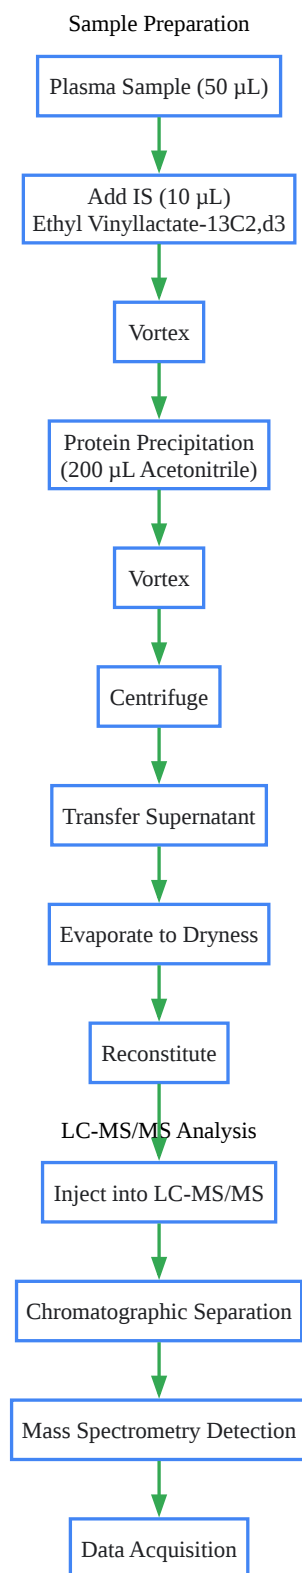 Sample Preparation
Plasma Sample (50 µL)
Add IS (10 µL)
Ethyl Vinyllactate-13C2,d3
Vortex
Protein Precipitation
(200 µL Acetonitrile)
Vortex
Centrifuge
Transfer Supernatant
Evaporate to Dryness
Reconstitute
LC-MS/MS Analysis
Inject into LC-MS/MS
Chromatographic Separation
Mass Spectrometry Detection
Data Acquisition